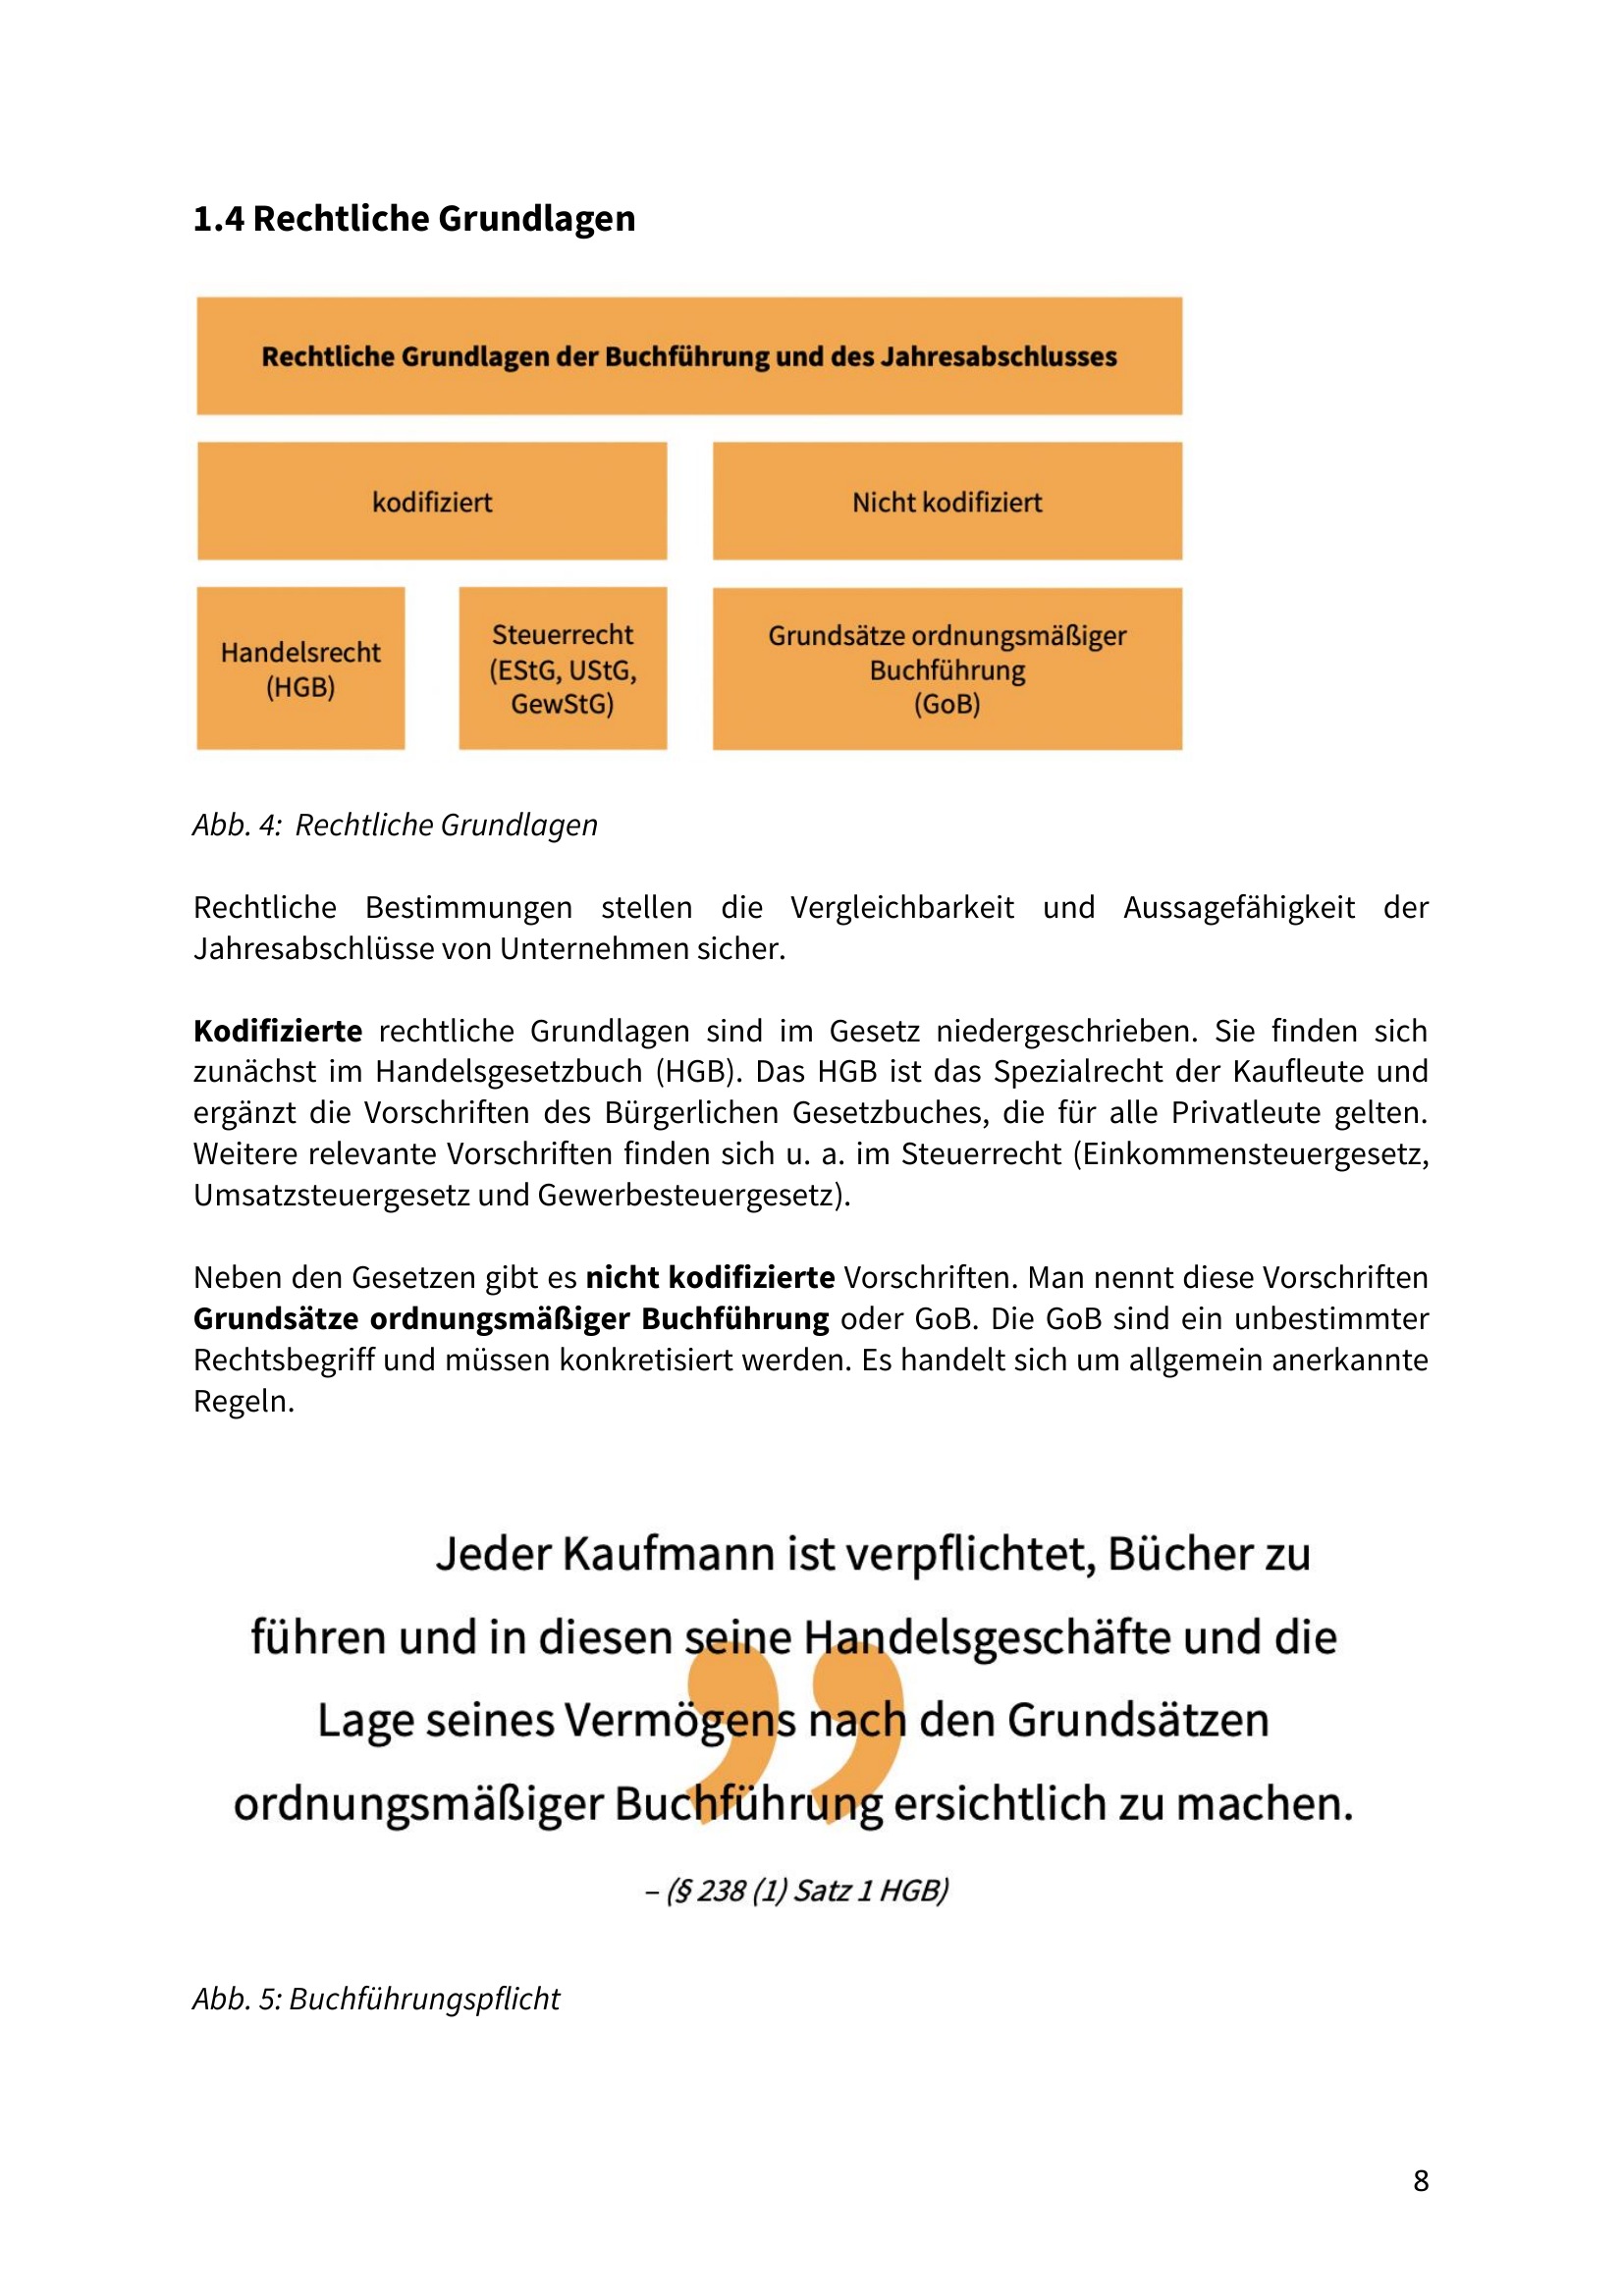 1.4 Rechtliche Grundlagen
Rechtliche Grundlagen der Buchführung und des Jahresabschlusses
kodifiziert
Nicht kodifiziert
Handelsrecht
(HGB)
Steuerrecht
(EStG, UStG,
GewStG)
Grundsätze ordnungsmäßiger
Buchführung
(GoB)
Abb. 4: Rechtliche Grundlagen
Rechtliche Bestimmungen stellen die Vergleichbarkeit und Aussagefähigkeit der
Jahresabschlüsse von Unternehmen sicher.
Kodifizierte rechtliche Grundlagen sind im Gesetz niedergeschrieben. Sie finden sich
zunächst im Handelsgesetzbuch (HGB). Das HGB ist das Spezialrecht der Kaufleute und
ergänzt die Vorschriften des Bürgerlichen Gesetzbuches, die für alle Privatleute gelten.
Weitere relevante Vorschriften finden sich u. a. im Steuerrecht (Einkommensteuergesetz,
Umsatzsteuergesetz und Gewerbesteuergesetz).
Neben den Gesetzen gibt es nicht kodifizierte Vorschriften. Man nennt diese Vorschriften
Grundsätze ordnungsmäßiger Buchführung oder GoB. Die GoB sind ein unbestimmter
Rechtsbegriff und müssen konkretisiert werden. Es handelt sich um allgemein anerkannte
Regeln.
Jeder Kaufmann ist verpflichtet, Bücher zu
führen und in diesen seine Handelsgeschäfte und die
Lage seines Vermögens nach den Grundsätzen
ordnungsmäßiger Buchführung ersichtlich zu machen.
– (§ 238 (1) Satz 1 HGB)
Abb. 5: Buchführungspflicht
8